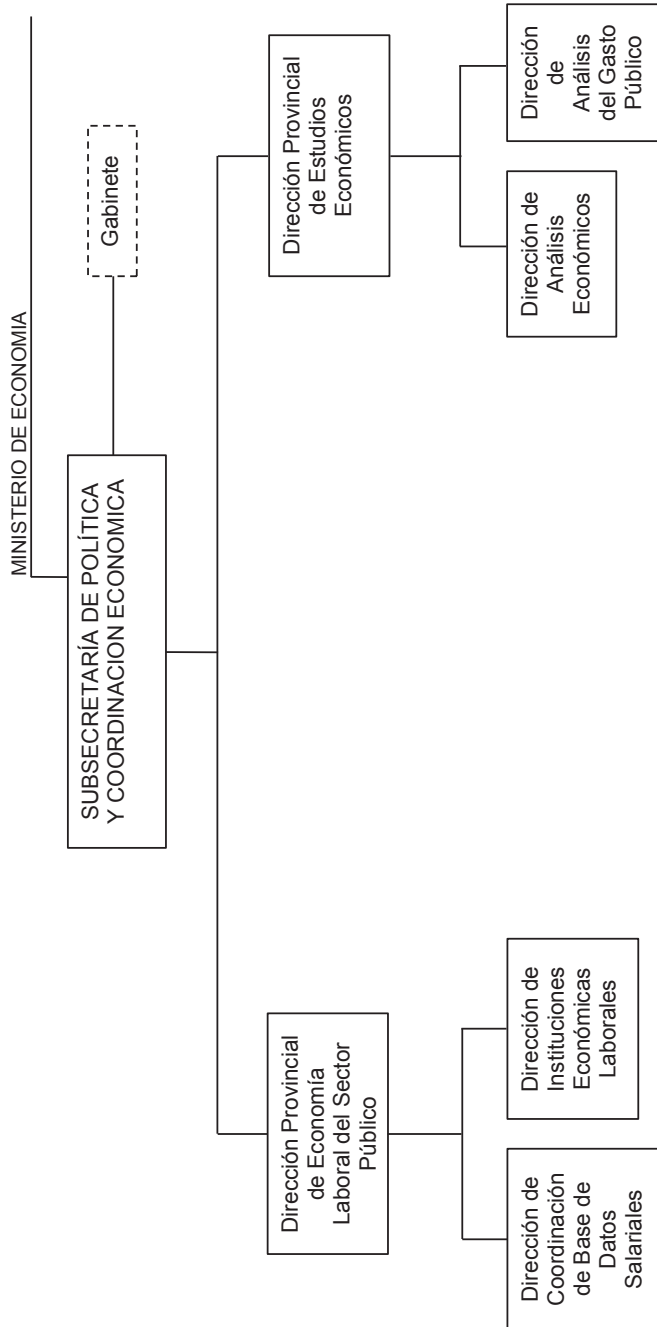 MINISTERIO DE ECONOMIA
SUBSECRETARÍA DE POLÍTICA
Y COORDINACION ECONOMICA
Gabinete
Dirección Provincial
de Economía
Laboral del Sector
Público
Dirección Provincial
de Estudios
Económicos
Dirección de
Coordinación
de Base de
Datos
Salariales
Dirección de
Instituciones
Económicas
Laborales
Dirección de
Análisis
Económicos
Dirección
de
Análisis
del Gasto
Público